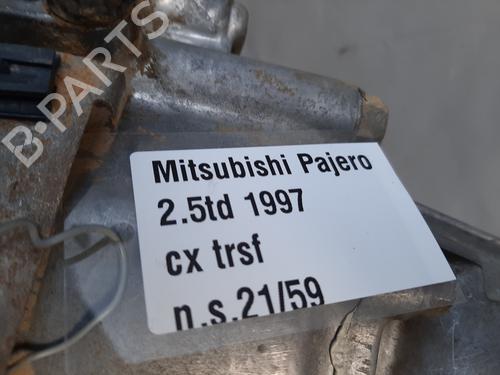 B-PARTS
Mitsubishi Pajero
2.5td 1997
cx trsf
n.s.21/59